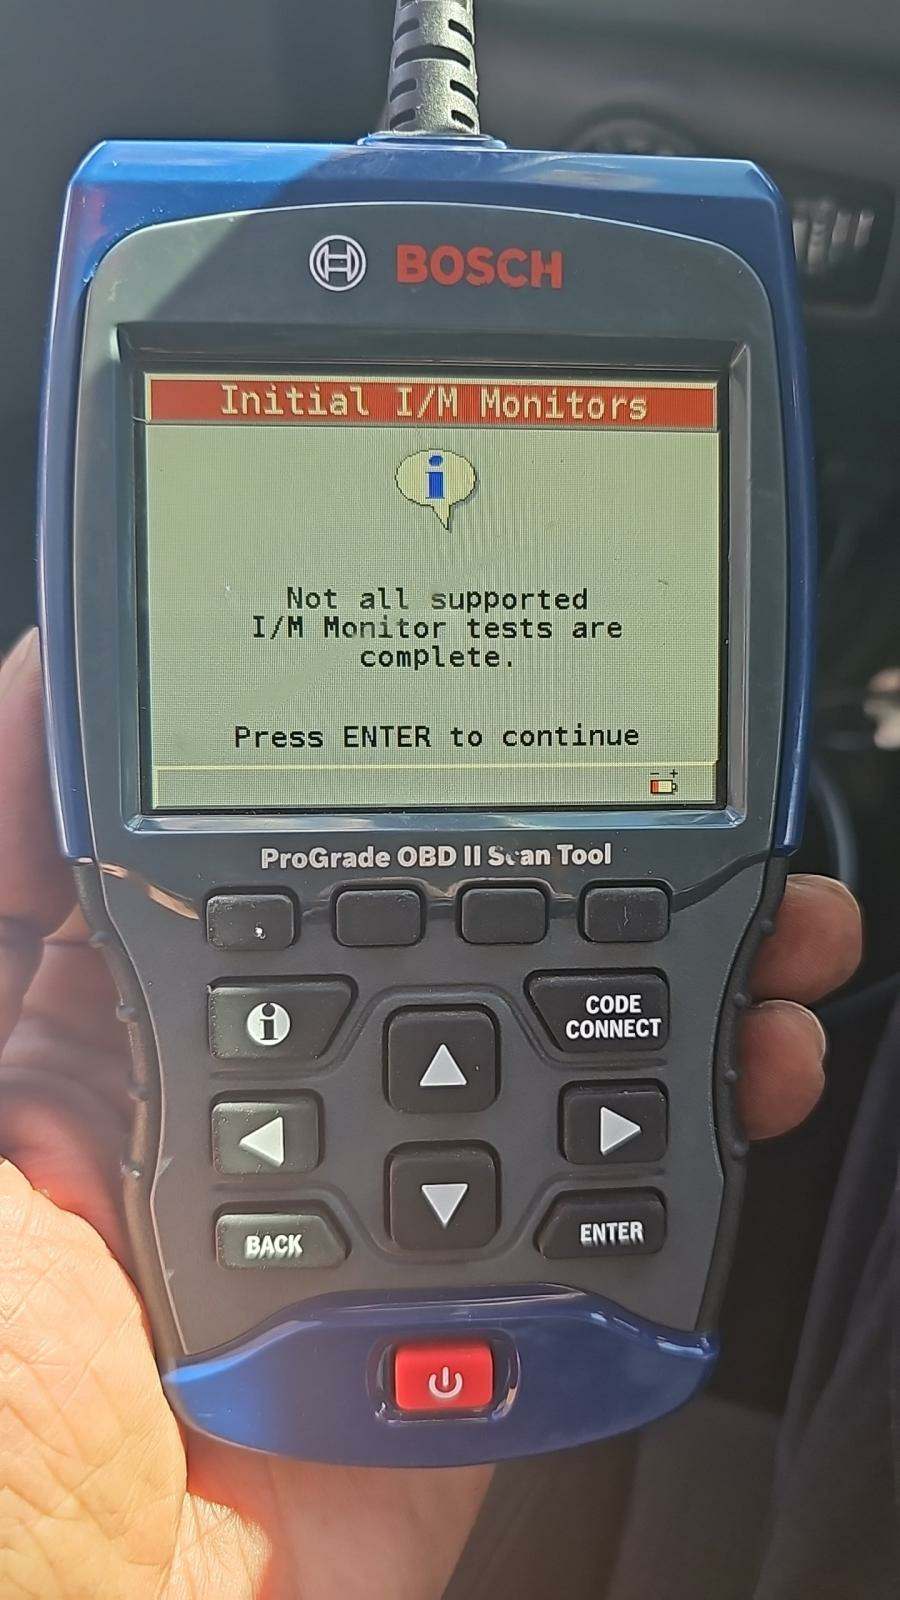 BOSCH
Initial I/M Monitors
i
Not all supported
I/M Monitor tests are
complete.
Press ENTER to continue
- +
ProGrade OBD II Scan Tool
i
CODE
CONNECT
BACK
ENTER